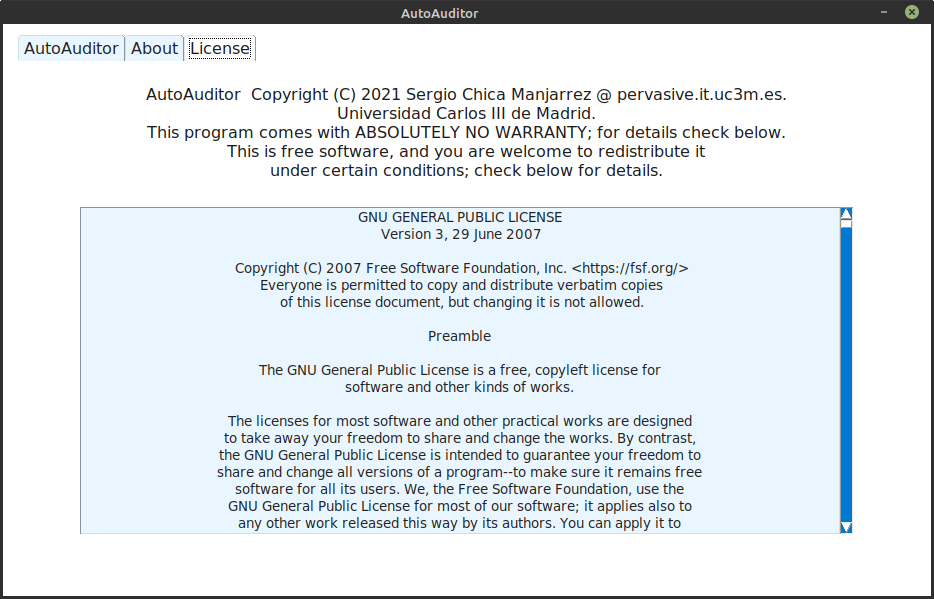 AutoAuditor
AutoAuditor About License
AutoAuditor  Copyright (C) 2021 Sergio Chica Manjarrez @ pervasive.it.uc3m.es.
Universidad Carlos III de Madrid.
This program comes with ABSOLUTELY NO WARRANTY; for details check below.
This is free software, and you are welcome to redistribute it
under certain conditions; check below for details.
GNU GENERAL PUBLIC LICENSE
Version 3, 29 June 2007
Copyright (C) 2007 Free Software Foundation, Inc. <https://fsf.org/>
Everyone is permitted to copy and distribute verbatim copies
of this license document, but changing it is not allowed.
Preamble
The GNU General Public License is a free, copyleft license for
software and other kinds of works.
The licenses for most software and other practical works are designed
to take away your freedom to share and change the works. By contrast,
the GNU General Public License is intended to guarantee your freedom to
share and change all versions of a program--to make sure it remains free
software for all its users. We, the Free Software Foundation, use the
GNU General Public License for most of our software; it applies also to
any other work released this way by its authors. You can apply it to